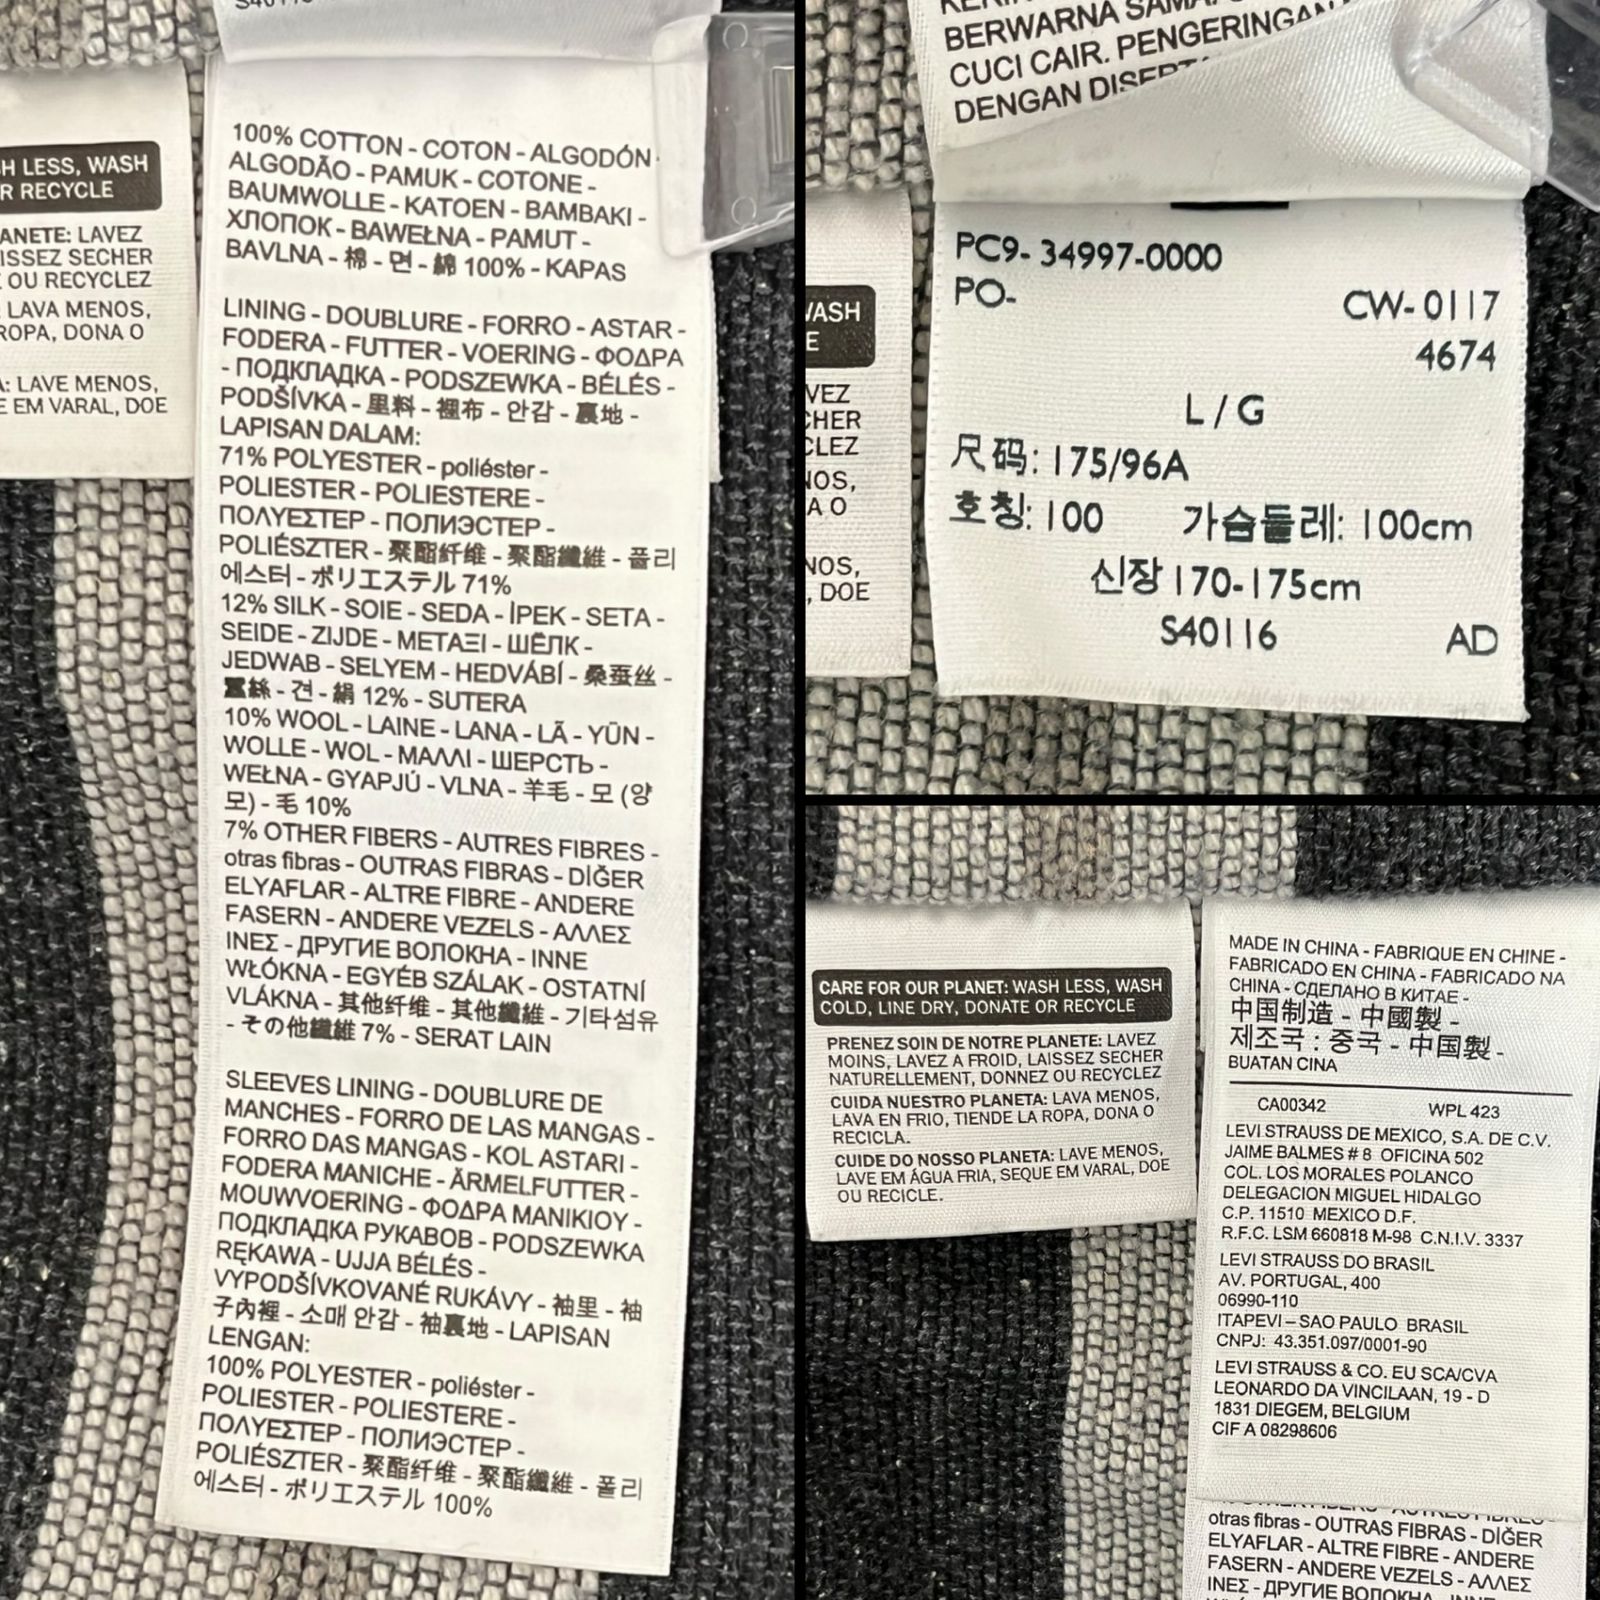 H LESS, WASH
R RECYCLE
ANETE: LAVEZ
ISSEZ SECHER
OU RECYCLEZ
LAVA MENOS,
ROPA, DONA O
A: LAVE MENOS,
E EM VARAL, DOE
100% COTTON - COTON - ALGODÓN -
ALGODÃO - PAMUK - COTONE -
BAUMWOLLE - KATOEN - BAMBAKI -
ХЛОПОК - BAWEŁNA - PAMUT -
BAVLNA - 棉 - 면 - 綿 100% - KAPAS
LINING - DOUBLURE - FORRO - ASTAR -
FODERA - FUTTER - VOERING - ΦΟΔΡΑ
- ПОДКЛАДКА - PODSZEWKA - BÉLÉS -
PODŠÍVKA - 里料 - 裡布 - 안감 - 裏地 -
LAPISAN DALAM:
71% POLYESTER - poliéster -
POLIESTER - POLIESTERE -
ΠΟΛΥΕΣΤΕΡ - ПОЛИЭСТЕР -
POLIÉSZTER - 聚酯纤维 - 聚酯纖維 - 폴리
에스터 - ポリエステル 71%
12% SILK - SOIE - SEDA - İPEK - SETA -
SEIDE - ZIJDE - ΜΕΤΑΞΙ - ШЁЛК -
JEDWAB - SELYEM - HEDVÁBÍ - 桑蚕丝 -
蠶絲 - 견 - 絹 12% - SUTERA
10% WOOL - LAINE - LANA - LÃ - YÜN -
WOLLE - WOL - ΜΑΛΛΙ - ШЕРСТЬ -
WEŁNA - GYAPJÚ - VLNA - 羊毛 - 모 (양
모) - 毛 10%
7% OTHER FIBERS - AUTRES FIBRES -
otras fibras - OUTRAS FIBRAS - DİĞER
ELYAFLAR - ALTRE FIBRE - ANDERE
FASERN - ANDERE VEZELS - ΑΛΛΕΣ
ΙΝΕΣ - ДРУГИЕ ВОЛОКНА - INNE
WŁÓKNA - EGYÉB SZÁLAK - OSTATNÍ
VLÁKNA - 其他纤维 - 其他纖維 - 기타섬유
- その他繊維 7% - SERAT LAIN
SLEEVES LINING - DOUBLURE DE
MANCHES - FORRO DE LAS MANGAS -
FORRO DAS MANGAS - KOL ASTARI -
FODERA MANICHE - ÄRMELFUTTER -
MOUWVOERING - ΦΟΔΡΑ ΜΑΝΙΚΙΟΥ -
ПОДКЛАДКА РУКАВОВ - PODSZEWKA
RĘKAWA - UJJA BÉLÉS -
VYPODŠÍVKOVANÉ RUKÁVY - 袖里 - 袖
子內裡 - 소매 안감 - 袖裏地 - LAPISAN
LENGAN:
100% POLYESTER - poliéster -
POLIESTER - POLIESTERE -
ΠΟΛΥΕΣΤΕΡ - ПОЛИЭСТЕР -
POLIÉSZTER - 聚酯纤维 - 聚酯纖維 - 폴리
에스터 - ポリエステル 100%
BERWARNA
CUCI CAIR. PENGERINGAN
DENGAN
VASH
E
VEZ
CHER
CLEZ
NOS,
A O
NOS,
, DOE
PC9- 34997-0000
PO-
CW- 0117
4674
L / G
尺码: 175/96A
호칭: 100 가슴둘레: 100cm
신장 170-175cm
S40116 AD
CARE FOR OUR PLANET: WASH LESS, WASH
COLD, LINE DRY, DONATE OR RECYCLE
PRENEZ SOIN DE NOTRE PLANETE: LAVEZ
MOINS, LAVEZ A FROID, LAISSEZ SECHER
NATURELLEMENT, DONNEZ OU RECYCLEZ
CUIDA NUESTRO PLANETA: LAVA MENOS,
LAVA EN FRIO, TIENDE LA ROPA, DONA O
RECICLA.
CUIDE DO NOSSO PLANETA: LAVE MENOS,
LAVE EM ÁGUA FRIA, SEQUE EM VARAL, DOE
OU RECICLE.
MADE IN CHINA - FABRIQUE EN CHINE -
FABRICADO EN CHINA - FABRICADO NA
CHINA - СДЕЛАНО В КИТАЕ -
中国制造 - 中國製 -
제조국 : 중국 - 中国製 -
BUATAN CINA
CA00342 WPL 423
LEVI STRAUSS DE MEXICO, S.A. DE C.V.
JAIME BALMES # 8 OFICINA 502
COL. LOS MORALES POLANCO
DELEGACION MIGUEL HIDALGO
C.P. 11510 MEXICO D.F.
R.F.C. LSM 660818 M-98 C.N.I.V. 3337
LEVI STRAUSS DO BRASIL
AV. PORTUGAL, 400
06990-110
ITAPEVI – SAO PAULO BRASIL
CNPJ: 43.351.097/0001-90
LEVI STRAUSS & CO. EU SCA/CVA
LEONARDO DA VINCILAAN, 19 - D
1831 DIEGEM, BELGIUM
CIF A 08298606
otras fibras - OUTRAS FIBRAS - DİĞER
ELYAFLAR - ALTRE FIBRE - ANDERE
FASERN - ANDERE VEZELS - ΑΛΛΕΣ
ΙΝΕΣ - ДРУГИЕ ВОЛОКНА - INNE